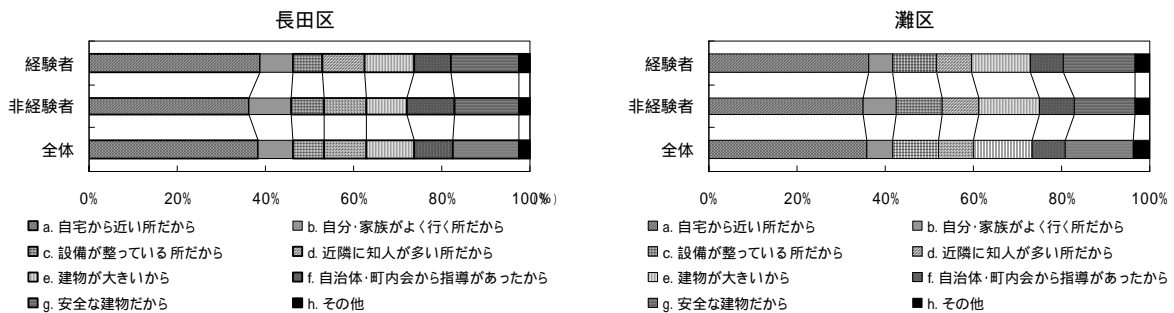 長田区
経験者
非経験者
全体
0% 20% 40% 60% 80% 100%
a. 自宅から近い所だから
b. 自分・家族がよく行く所だから
c. 設備が整っている所だから
d. 近隣に知人が多い所だから
e. 建物が大きいから
f. 自治体・町内会から指導があったから
g. 安全な建物だから
h. その他
灘区
経験者
非経験者
全体
0% 20% 40% 60% 80% 100%
a. 自宅から近い所だから
b. 自分・家族がよく行く所だから
c. 設備が整っている所だから
d. 近隣に知人が多い所だから
e. 建物が大きいから
f. 自治体・町内会から指導があったから
g. 安全な建物だから
h. その他